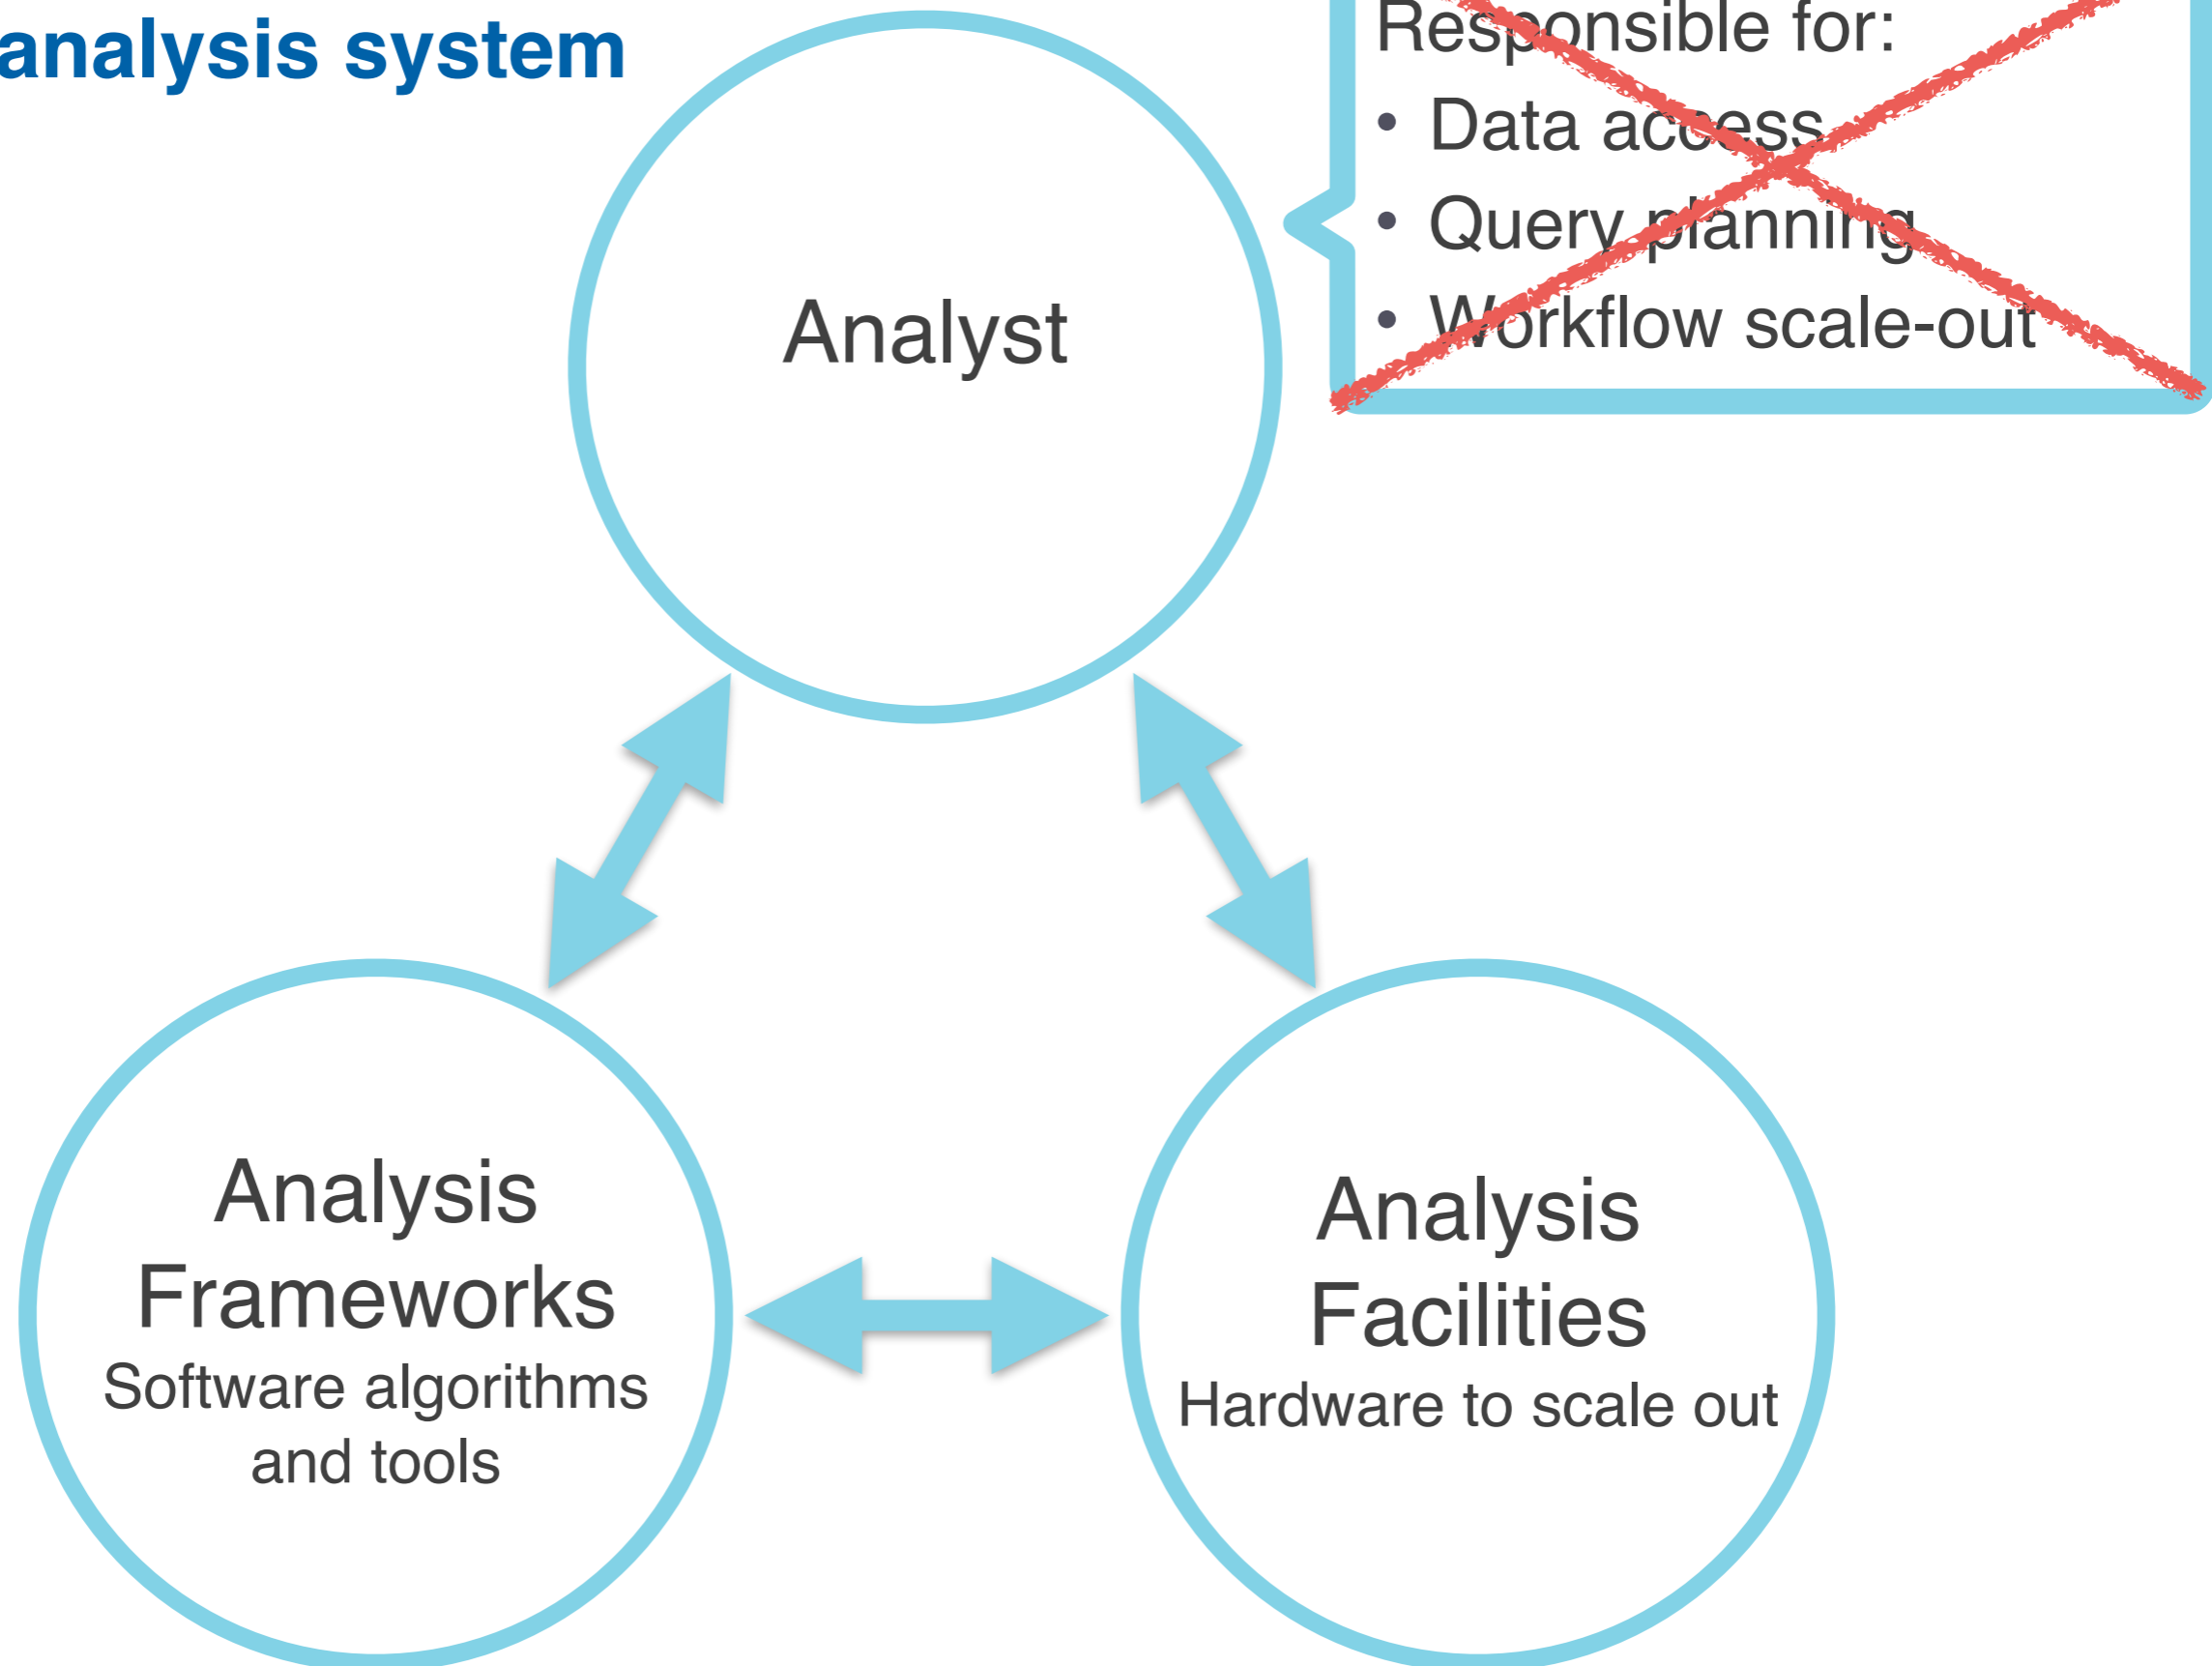 analysis system
Responsible for:
• Data access
• Query planning
• Workflow scale-out
Analyst
Analysis
Frameworks
Software algorithms
and tools
Analysis
Facilities
Hardware to scale out